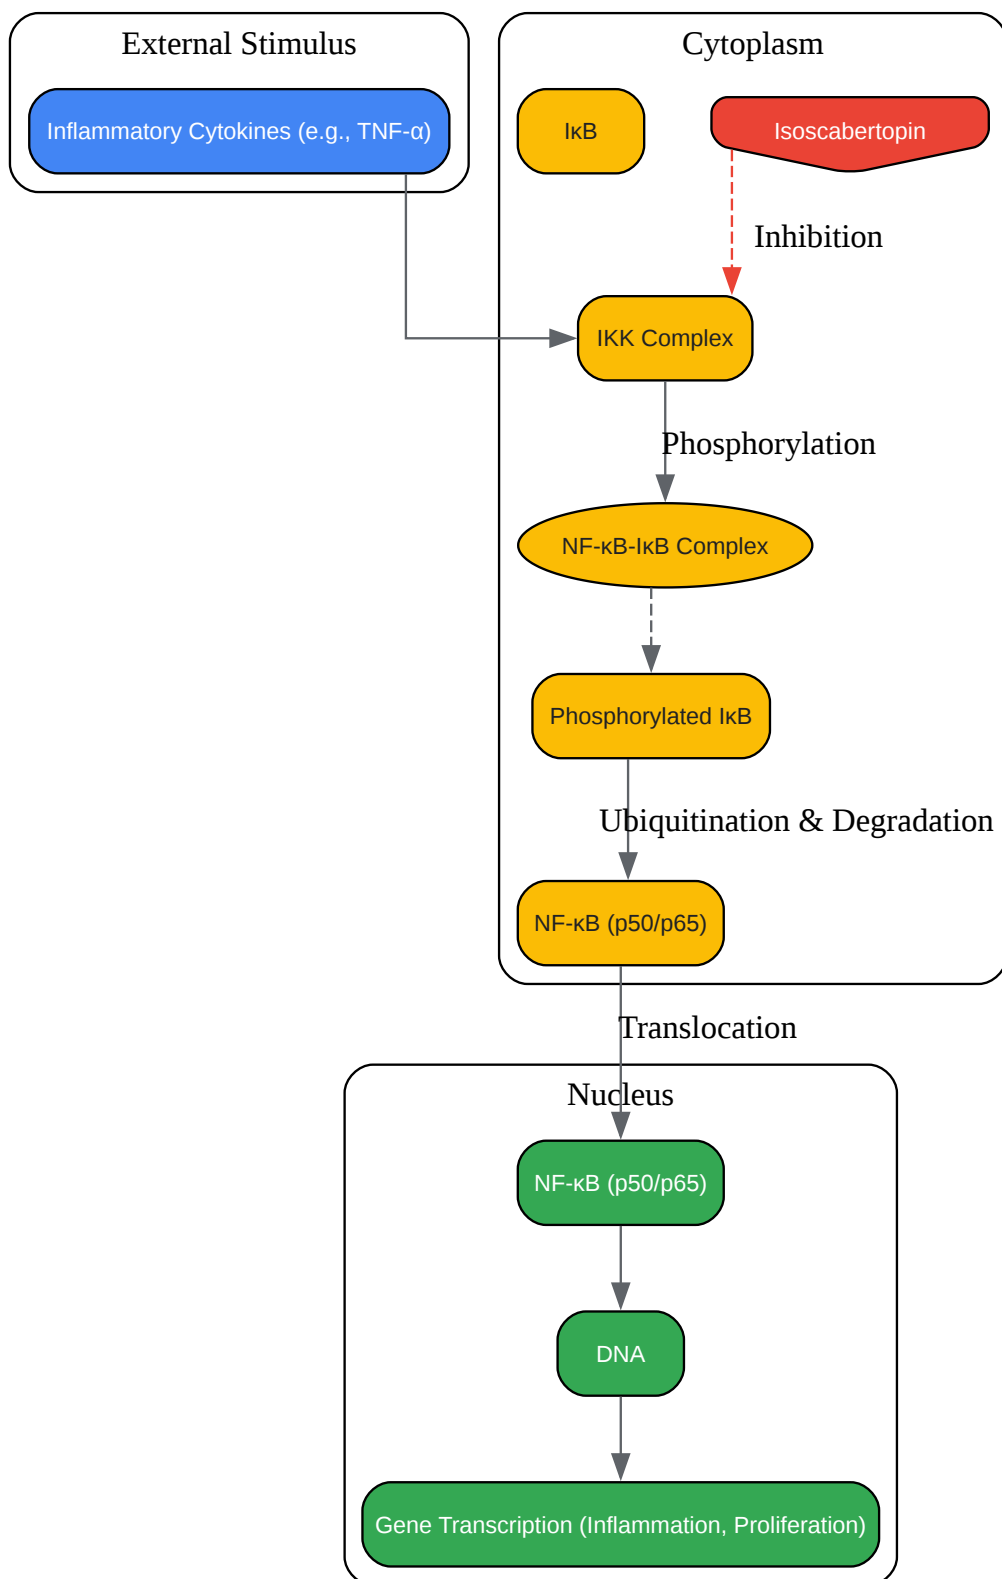 External Stimulus
Inflammatory Cytokines (e.g., TNF-α)
Cytoplasm
IκB
Isoscabertopin
Inhibition
IKK Complex
Phosphorylation
NF-κB-IκB Complex
Phosphorylated IκB
Ubiquitination & Degradation
NF-κB (p50/p65)
Translocation
Nucleus
NF-κB (p50/p65)
DNA
Gene Transcription (Inflammation, Proliferation)